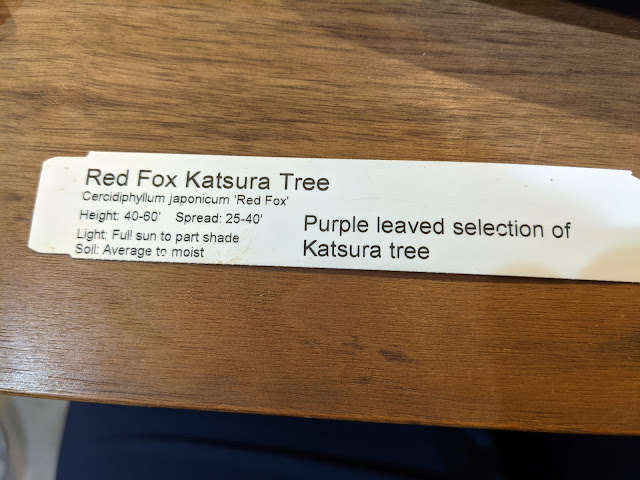 Red Fox Katsura Tree
Cercidiphyllum japonicum 'Red Fox'
Height: 40-60' Spread: 25-40'
Light: Full sun to part shade
Soil: Average to moist
Purple leaved selection of
Katsura tree